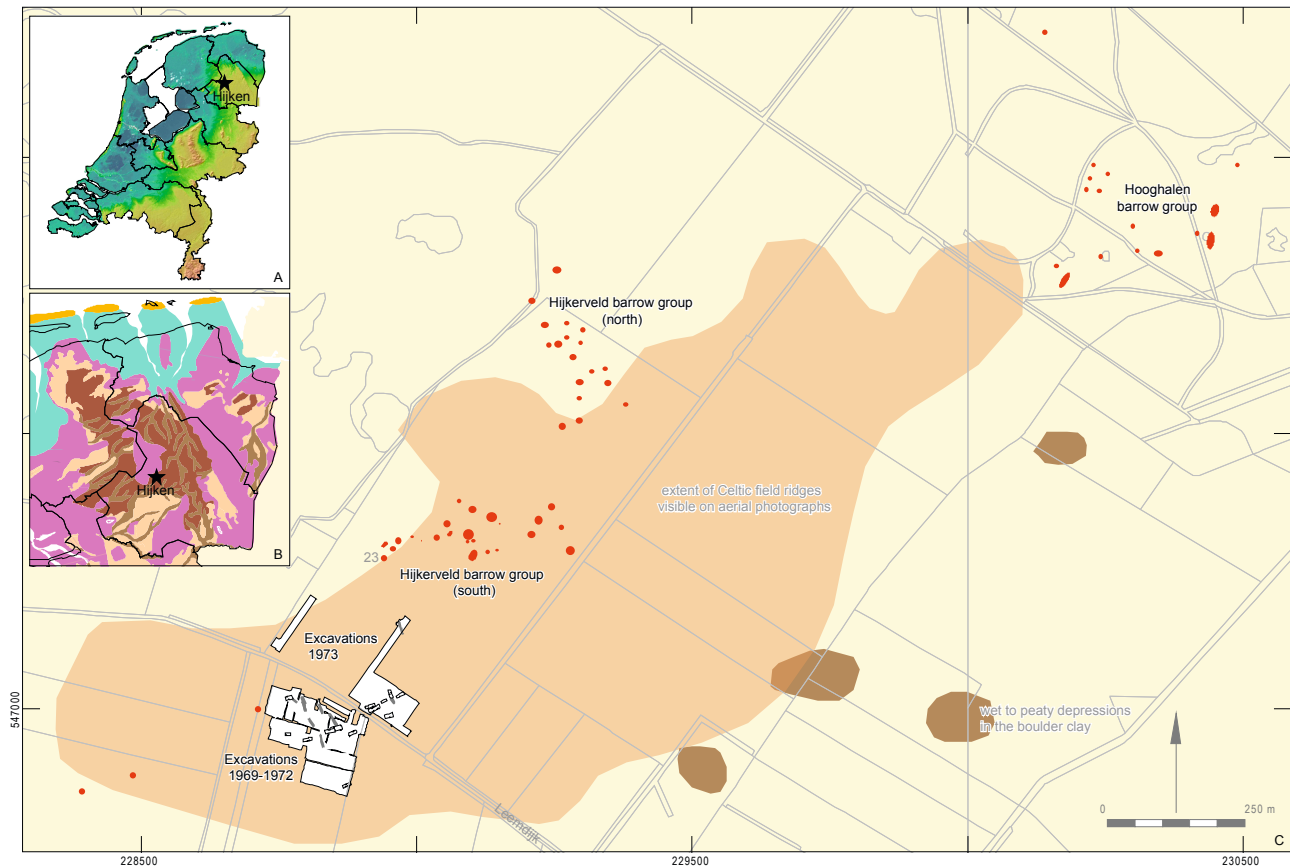 Hijken
A
Hijken
B
Hooghalen
barrow group
Hijkerveld barrow group
(north)
extent of Celtic field ridges
visible on aerial photographs
23
Hijkerveld barrow group
(south)
Excavations
1973
547000
wet to peaty depressions
in the boulder clay
Excavations
1969-1972
Leemdijk
0
250 m
C
228500
229500
230500